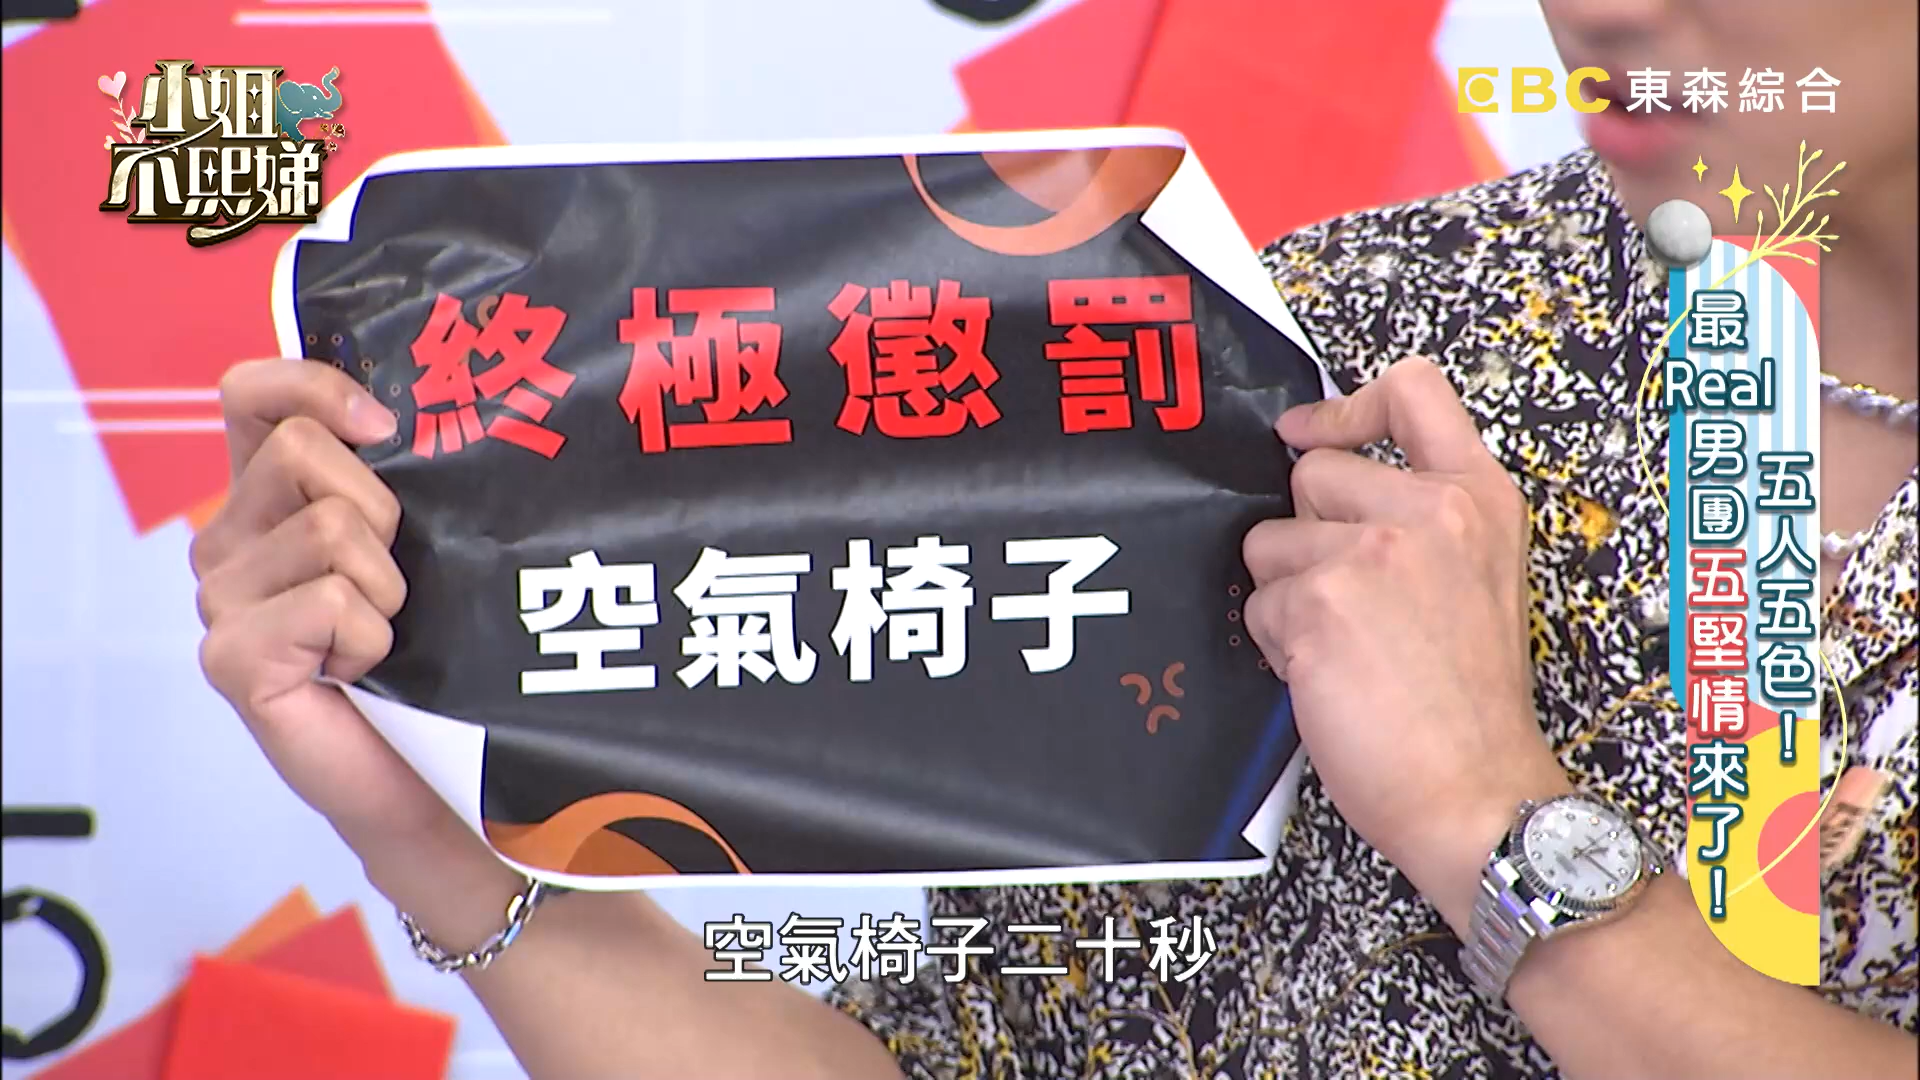 小姐
不熙娣
EBC 東森綜合
終極懲罰
空氣椅子
五人五色！
最Real男團五堅情來了！
空氣椅子二十秒